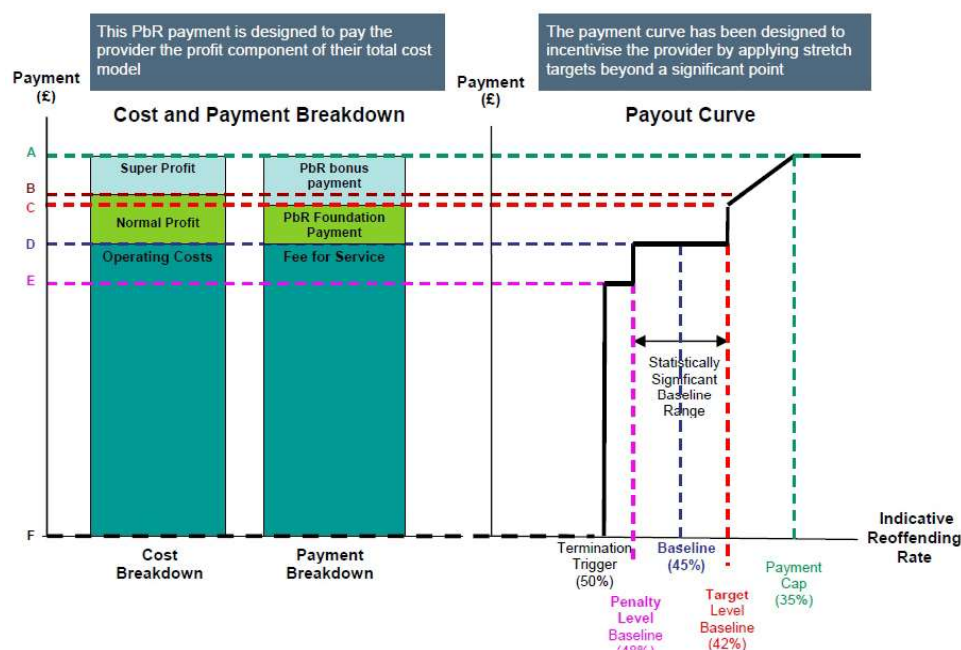 This PbR payment is designed to pay the
provider the profit component of their total cost
model
The payment curve has been designed to
incentivise the provider by applying stretch
targets beyond a significant point
Payment
(£)
Cost and Payment Breakdown
Payment
(£)
Payout Curve
A
B
C
D
E
F
Super Profit
Normal Profit
Operating Costs
PbR bonus
payment
PbR Foundation
Payment
Fee for Service
Statistically
Significant
Baseline
Range
Indicative
Reoffending
Rate
Cost
Breakdown
Payment
Breakdown
Termination
Trigger
(50%)
Baseline
(45%)
Payment
Cap
(35%)
Penalty
Level
Baseline
(48%)
Target
Level
Baseline
(42%)